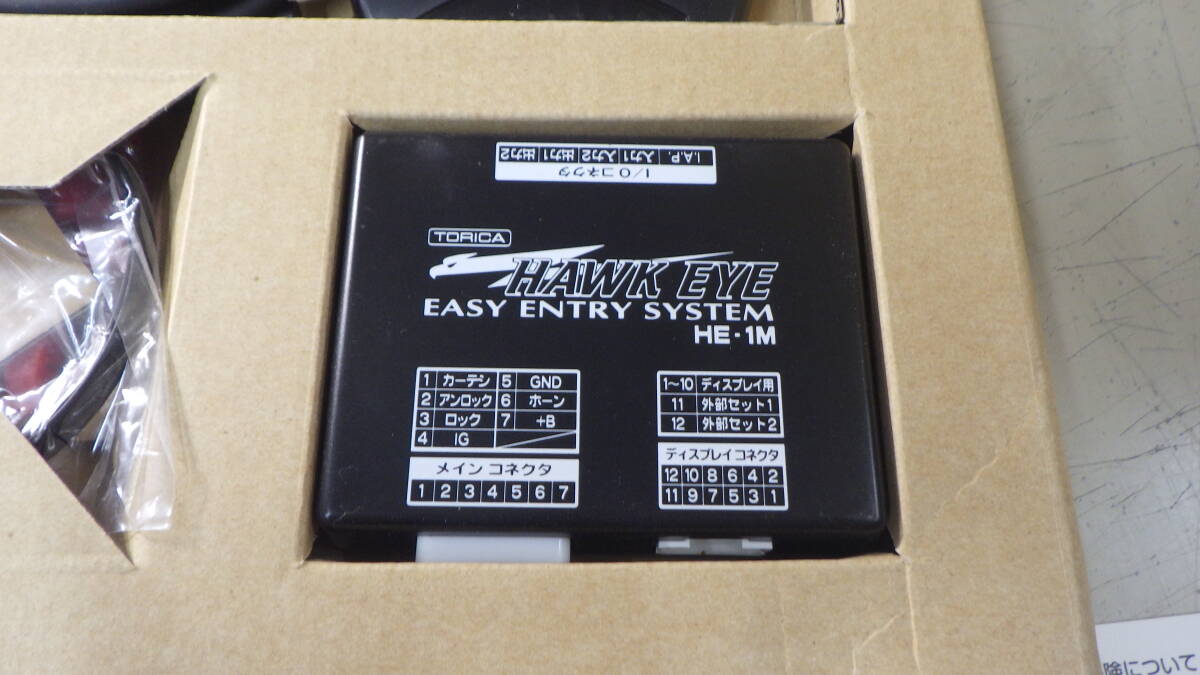 I/Oコネクタ
I.A.P. 入力1 入力2 出力1 出力2
TORICA
HAWK EYE
EASY ENTRY SYSTEM
HE-1M
1 カーテシ 5 GND
2 アンロック 6 ホーン
3 ロック 7 +B
4 IG
メイン コネクタ
1 2 3 4 5 6 7
1~10 ディスプレイ用
11 外部セット1
12 外部セット2
ディスプレイ コネクタ
12 10 8 6 4 2
11 9 7 5 3 1
険について